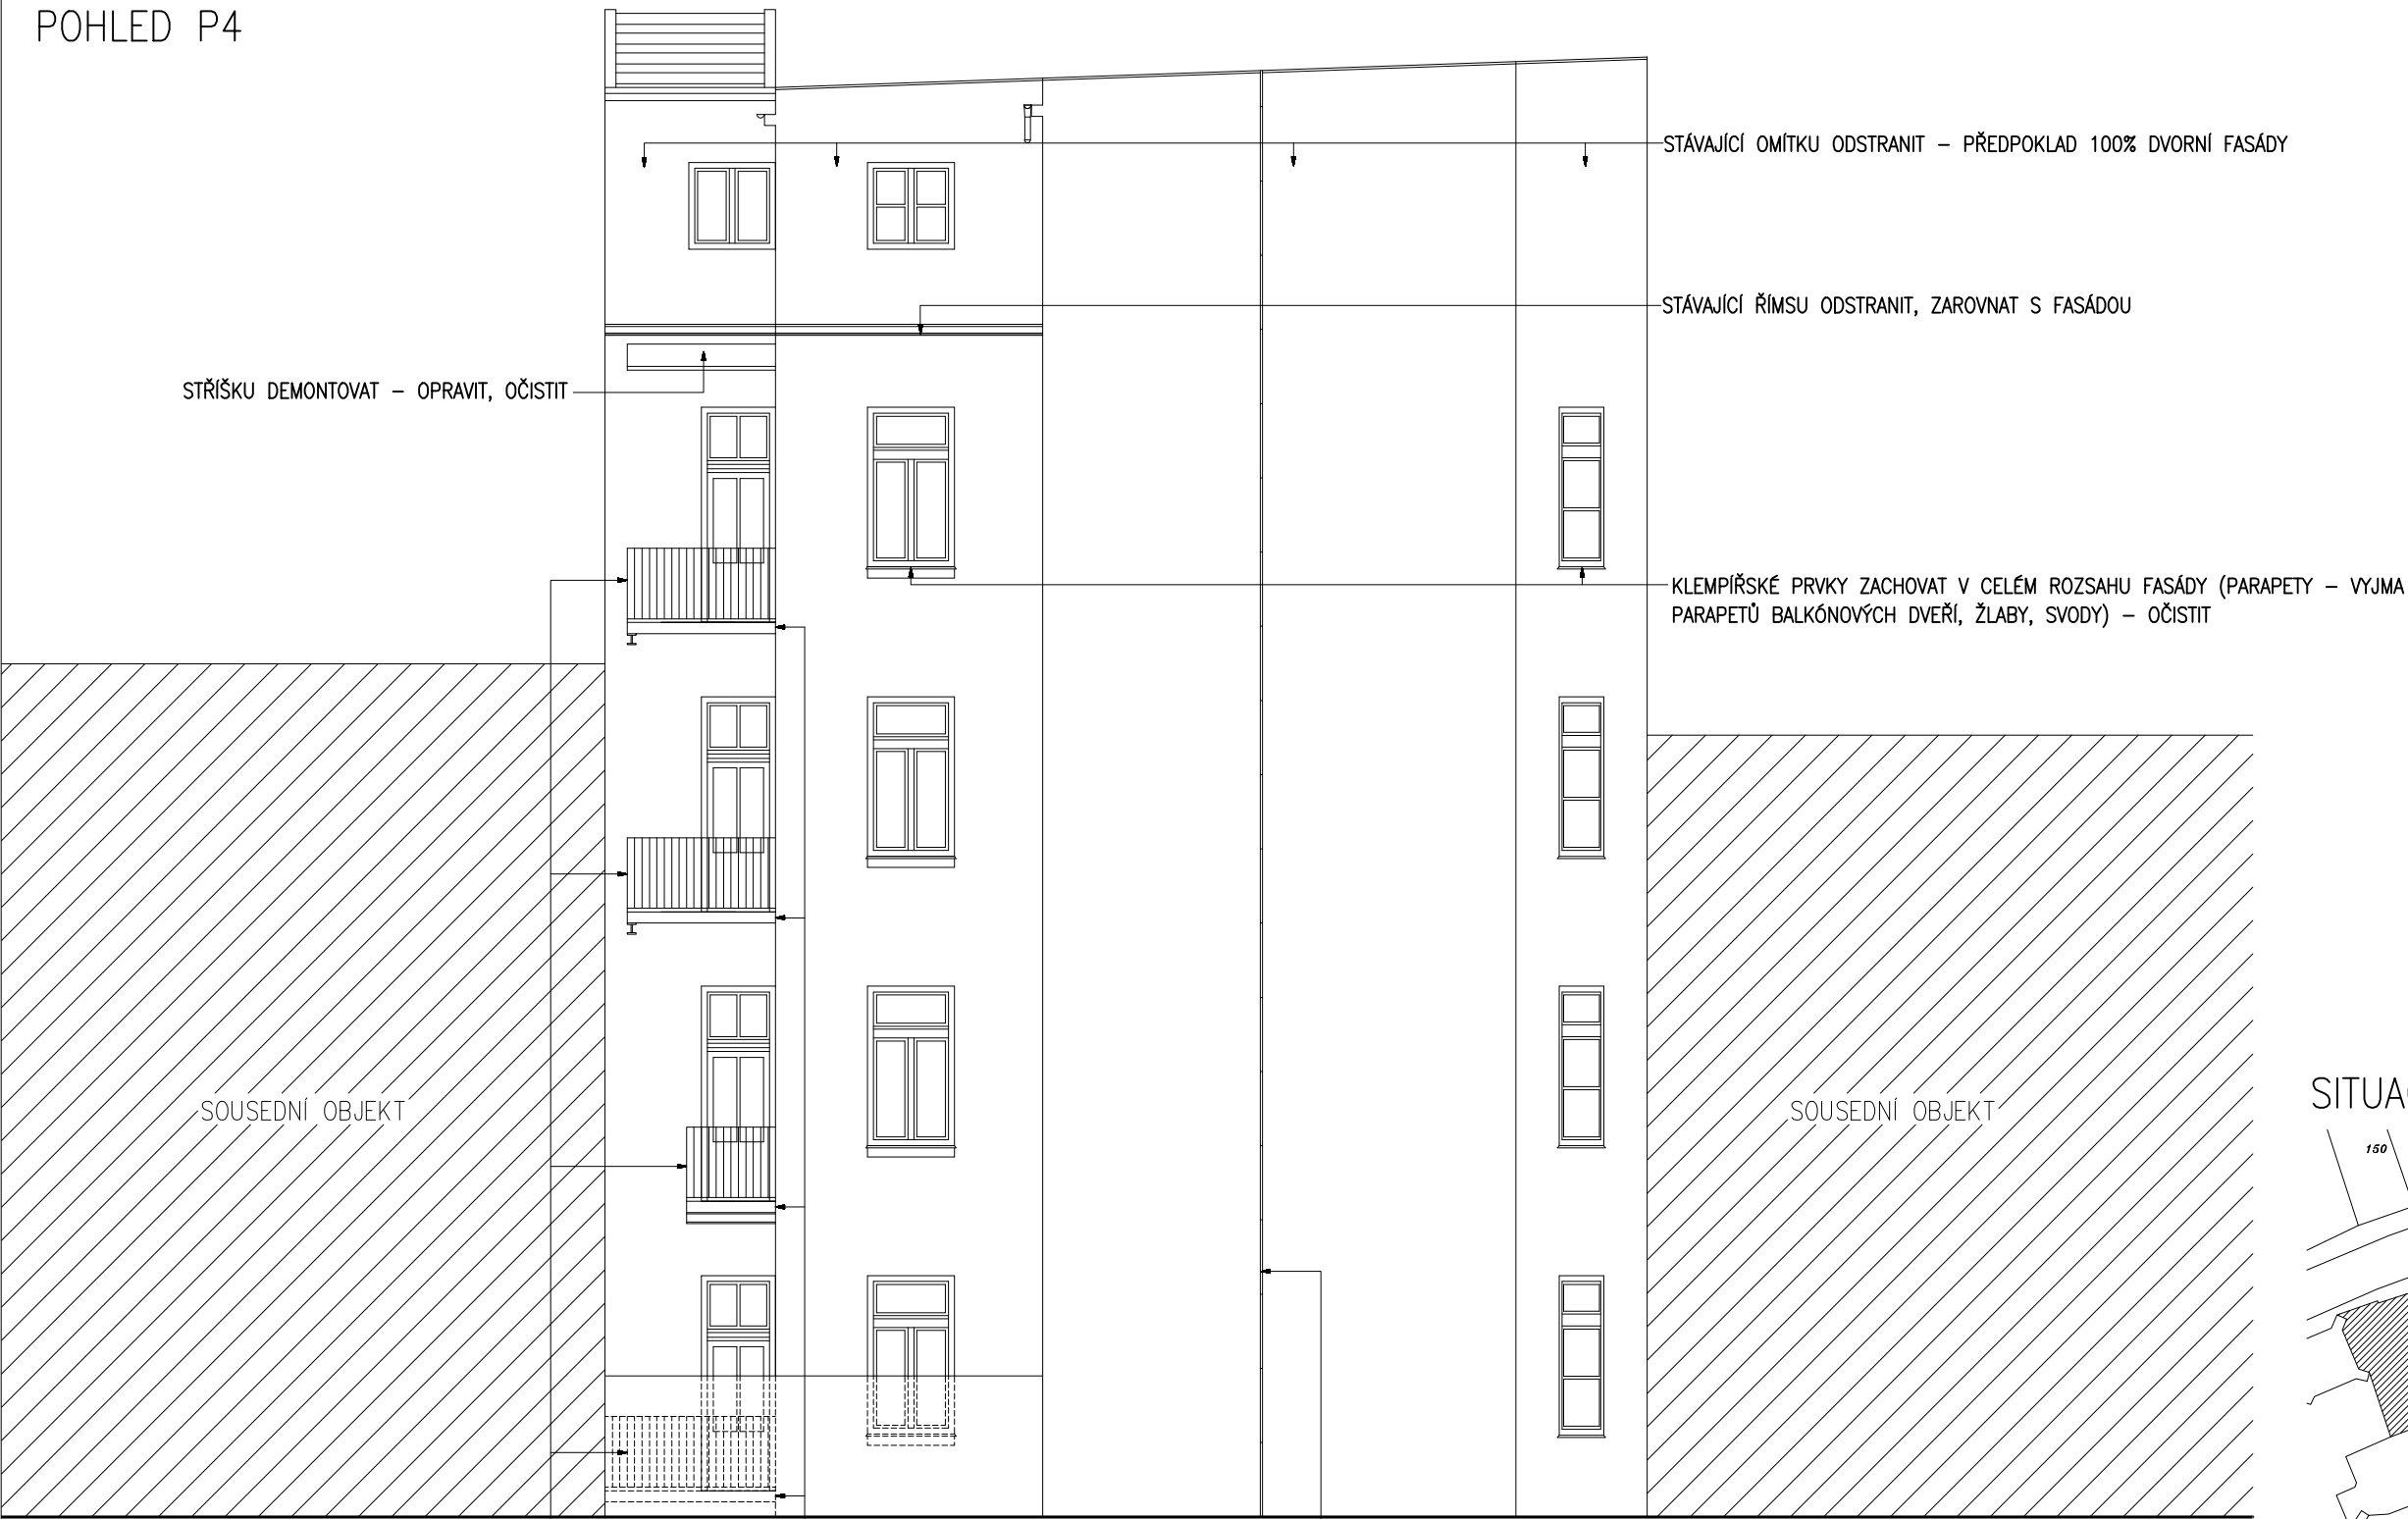 POHLED P4
STÁVAJÍCÍ OMÍTKU ODSTRANIT – PŘEDPOKLAD 100% DVORNÍ FASÁDY
STÁVAJÍCÍ ŘÍMSU ODSTRANIT, ZAROVNAT S FASÁDOU
STŘÍŠKU DEMONTOVAT – OPRAVIT, OČISTIT
KLEMPÍŘSKÉ PRVKY ZACHOVAT V CELÉM ROZSAHU FASÁDY (PARAPETY – VYJMA
PARAPETŮ BALKÓNOVÝCH DVEŘÍ, ŽLABY, SVODY) – OČISTIT
SOUSEDNÍ OBJEKT
SOUSEDNÍ OBJEKT
150